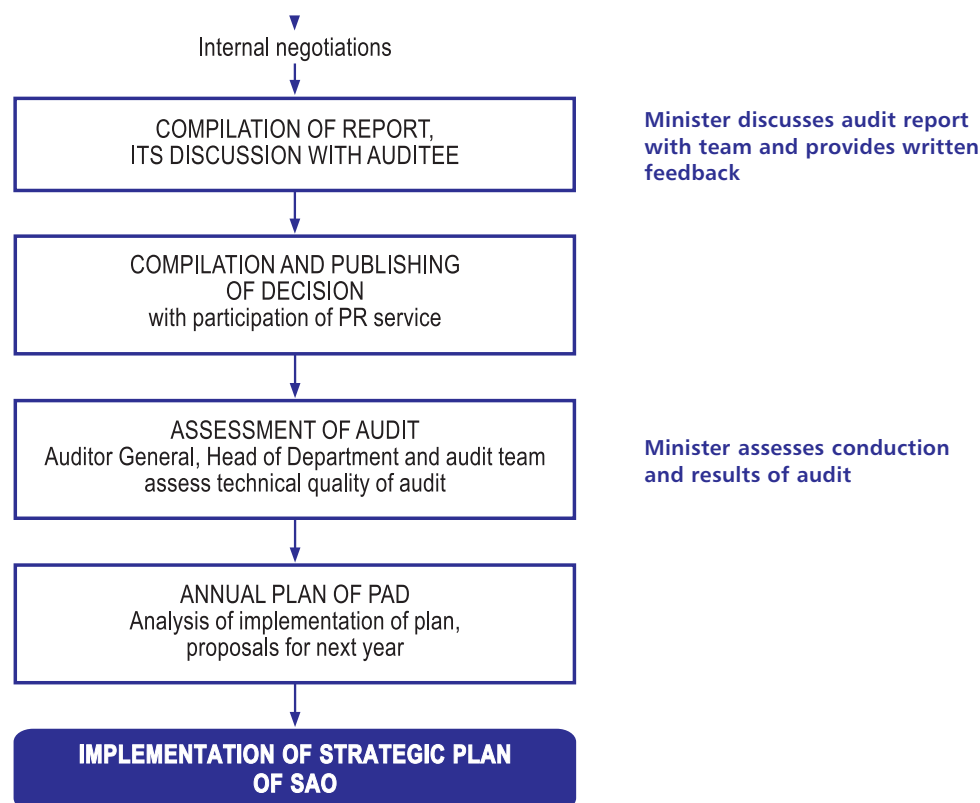 Internal negotiations
COMPILATION OF REPORT,
ITS DISCUSSION WITH AUDITEE
Minister discusses audit report
with team and provides written
feedback
COMPILATION AND PUBLISHING
OF DECISION
with participation of PR service
ASSESSMENT OF AUDIT
Auditor General, Head of Department and audit team
assess technical quality of audit
Minister assesses conduction
and results of audit
ANNUAL PLAN OF PAD
Analysis of implementation of plan,
proposals for next year
IMPLEMENTATION OF STRATEGIC PLAN
OF SAO